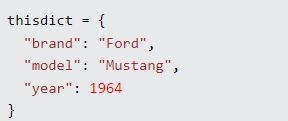 thisdict = {
  "brand": "Ford",
  "model": "Mustang",
  "year": 1964
}